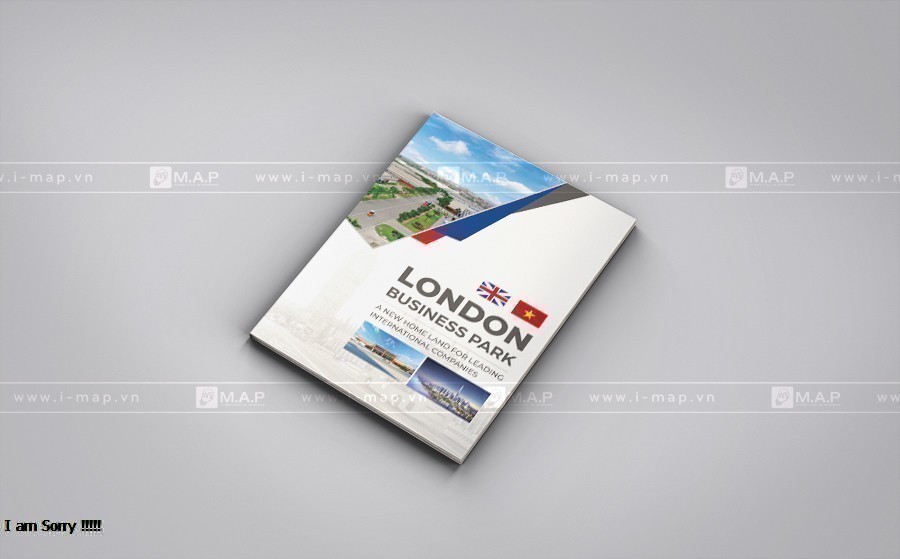 www.i-map.vn M.A.P www.i-map.vn M.A.P www.i-map.vn M.A.P www.i-map.vn
LONDON
BUSINESS PARK
A NEW HOME LAND FOR LEADING
INTERNATIONAL COMPANIES
www.i-map.vn M.A.P www.i-map.vn M.A.P www.i-map.vn M.A.P www.i-map.vn
I am Sorry !!!!!